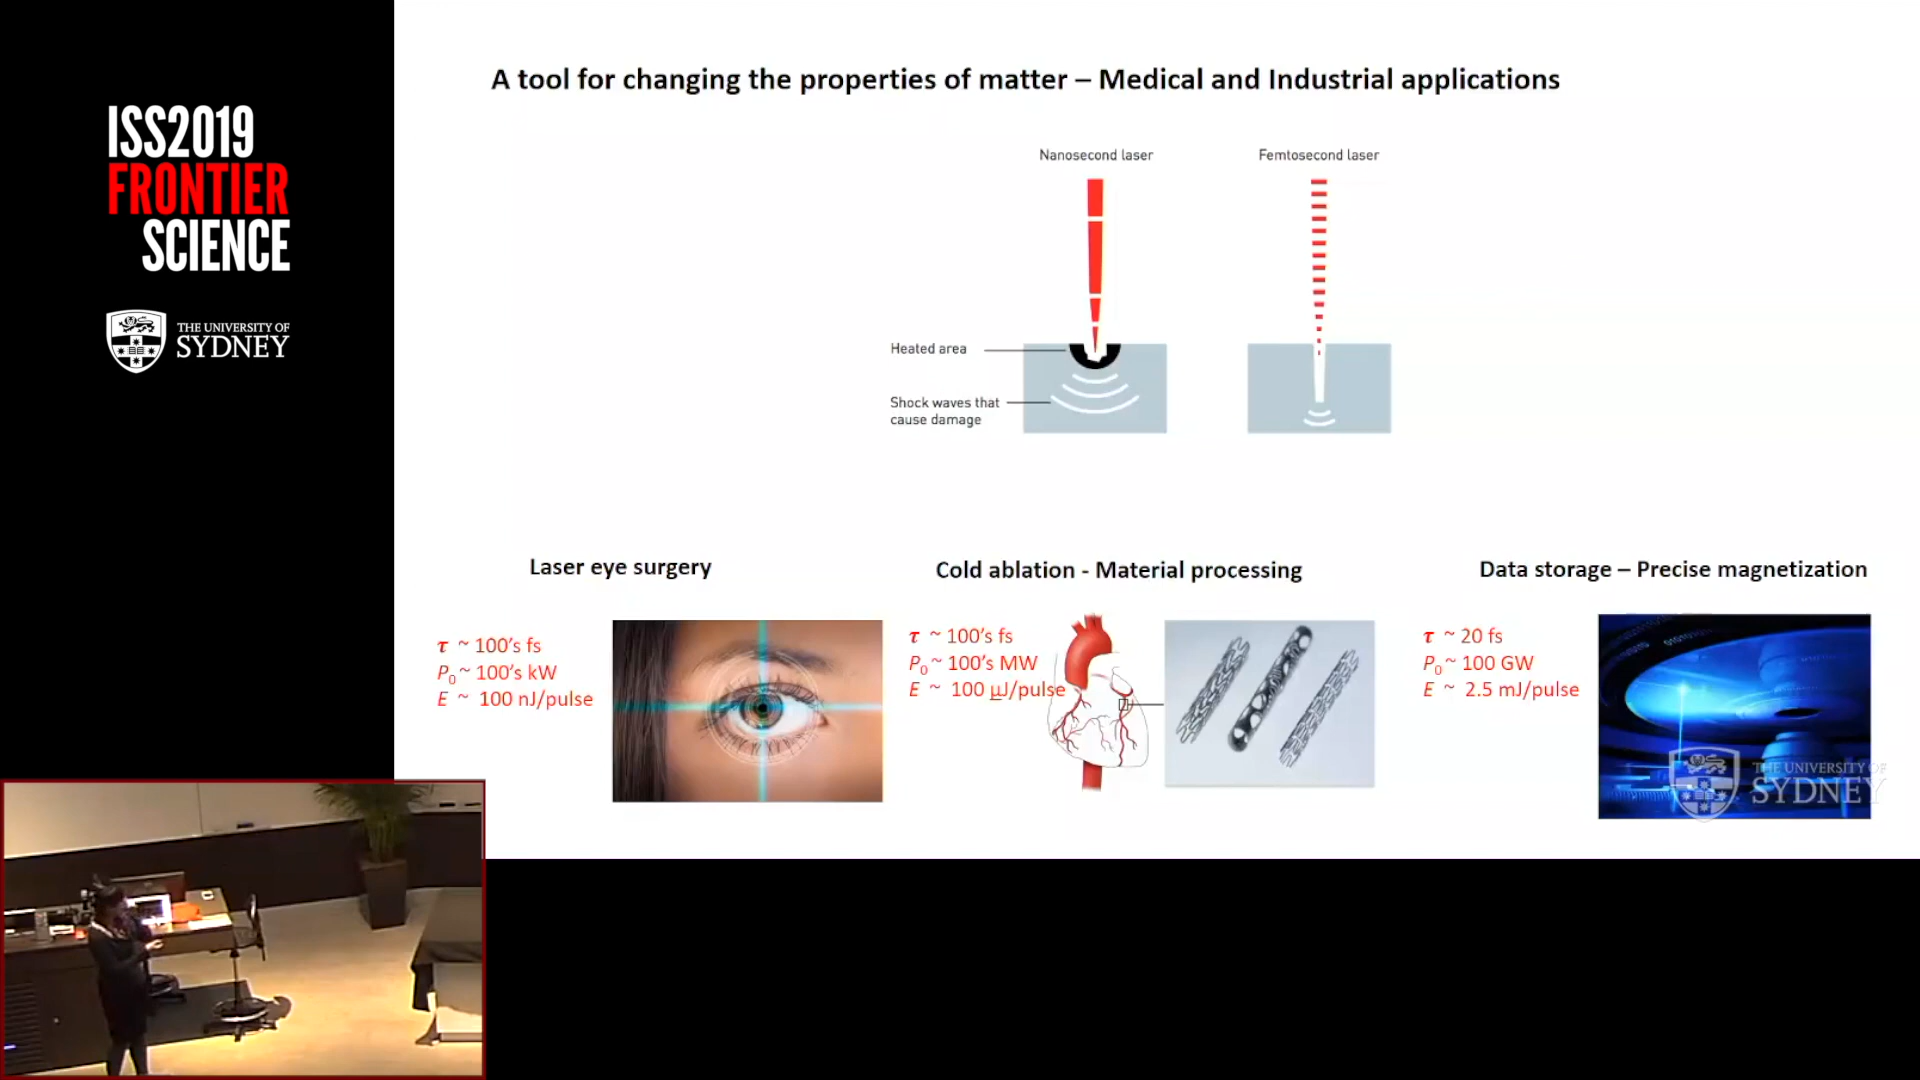 ISS2019
FRONTIER
SCIENCE
THE UNIVERSITY OF
SYDNEY
A tool for changing the properties of matter – Medical and Industrial applications
Nanosecond laser
Femtosecond laser
Heated area
Shock waves that
cause damage
Laser eye surgery
τ ~ 100's fs
P₀ ~ 100's kW
E ~ 100 nJ/pulse
Cold ablation - Material processing
τ ~ 100's fs
P₀ ~ 100's MW
E ~ 100 µJ/pulse
Data storage – Precise magnetization
τ ~ 20 fs
P₀ ~ 100 GW
E ~ 2.5 mJ/pulse
THE UNIVERSITY OF
SYDNEY